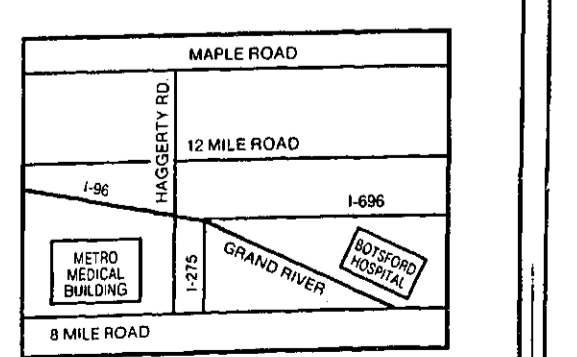 MAPLE ROAD
HAGGERTY RD.
12 MILE ROAD
I-96
I-696
METRO
MEDICAL
BUILDING
I-275
GRAND RIVER
BOTSFORD
HOSPITAL
8 MILE ROAD